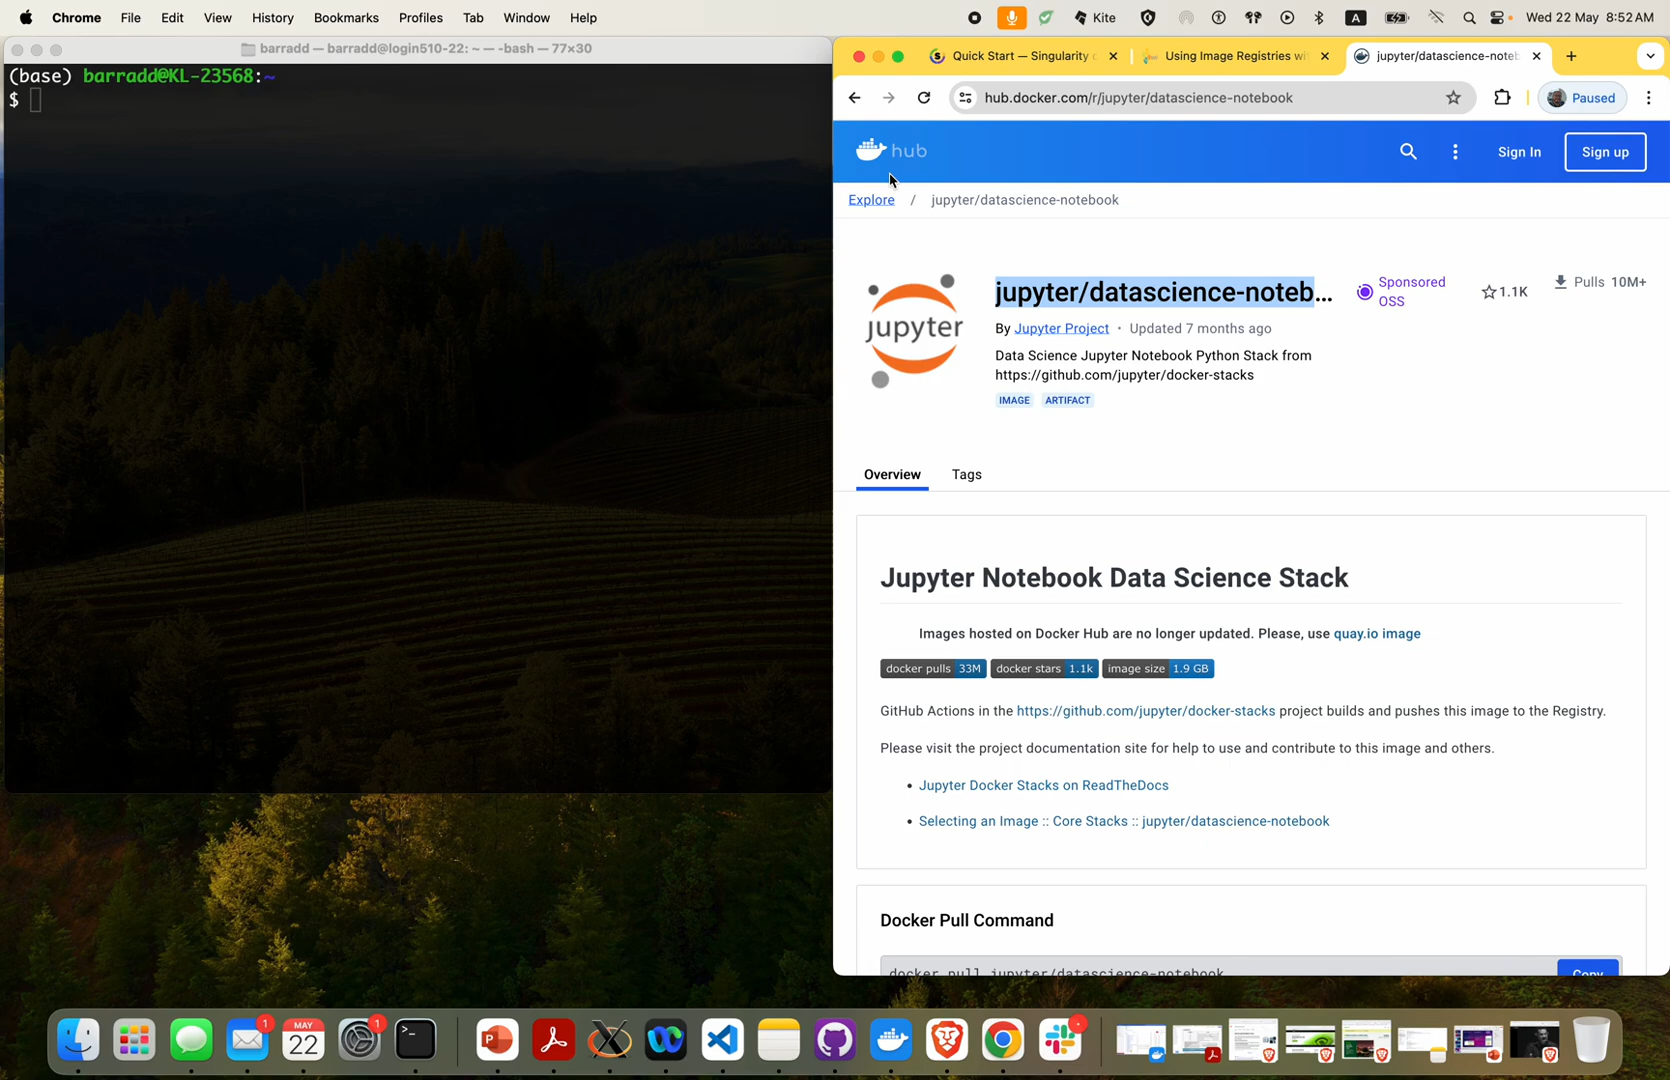 Chrome File Edit View History Bookmarks Profiles Tab Window Help
Kite A Wed 22 May 8:52 AM
barradd — barradd@login510-22: ~ — -bash — 77×30
(base) barradd@KL-23568:~
$
Quick Start — Singularity
Using Image Registries wi
jupyter/datascience-noteb
hub.docker.com/r/jupyter/datascience-notebook
Paused
hub
Sign In
Sign up
Explore / jupyter/datascience-notebook
jupyter
jupyter/datascience-noteb...
Sponsored
OSS
1.1K
Pulls 10M+
By Jupyter Project • Updated 7 months ago
Data Science Jupyter Notebook Python Stack from
https://github.com/jupyter/docker-stacks
IMAGE ARTIFACT
Overview Tags
Jupyter Notebook Data Science Stack
Images hosted on Docker Hub are no longer updated. Please, use quay.io image
docker pulls 33M docker stars 1.1k image size 1.9 GB
GitHub Actions in the https://github.com/jupyter/docker-stacks project builds and pushes this image to the Registry.
Please visit the project documentation site for help to use and contribute to this image and others.
• Jupyter Docker Stacks on ReadTheDocs
• Selecting an Image :: Core Stacks :: jupyter/datascience-notebook
Docker Pull Command
docker pull jupyter/datascience-notebook
Copy
1
MAY
22
1